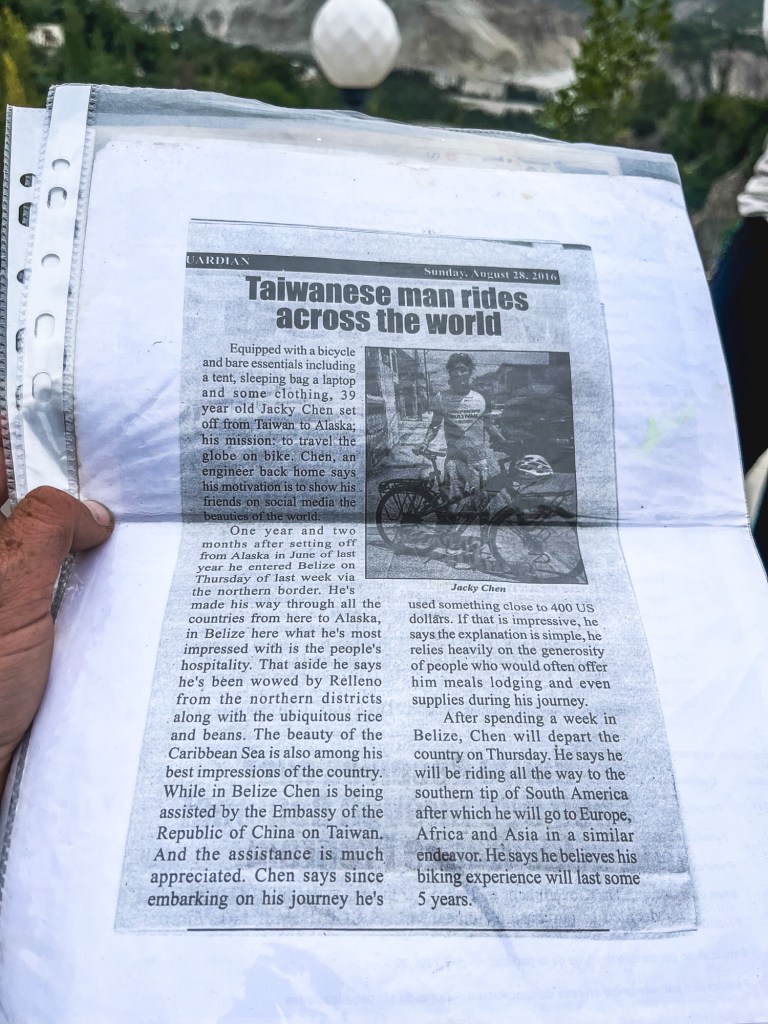 UARDIAN
Sunday, August 28, 2016
Taiwanese man rides
across the world
Equipped with a bicycle
and bare essentials including
a tent, sleeping bag a laptop
and some clothing, 39
year old Jacky Chen set
off from Taiwan to Alaska;
his mission: to travel the
globe on bike. Chen, an
engineer back home says
his motivation is to show his
friends on social media the
beauties of the world.
One year and two
months after setting off
from Alaska in June of last
year he entered Belize on
Thursday of last week via
the northern border. He's
made his way through all the
countries from here to Alaska,
in Belize here what he's most
impressed with is the people's
hospitality. That aside he says
he's been wowed by Relleno
from the northern districts
along with the ubiquitous rice
and beans. The beauty of the
Caribbean Sea is also among his
best impressions of the country.
While in Belize Chen is being
assisted by the Embassy of the
Republic of China on Taiwan.
And the assistance is much
appreciated. Chen says since
embarking on his journey he's
Jacky Chen
used something close to 400 US
dollars. If that is impressive, he
says the explanation is simple, he
relies heavily on the generosity
of people who would often offer
him meals lodging and even
supplies during his journey.
After spending a week in
Belize, Chen will depart the
country on Thursday. He says he
will be riding all the way to the
southern tip of South America
after which he will go to Europe,
Africa and Asia in a similar
endeavor. He says he believes his
biking experience will last some
5 years.